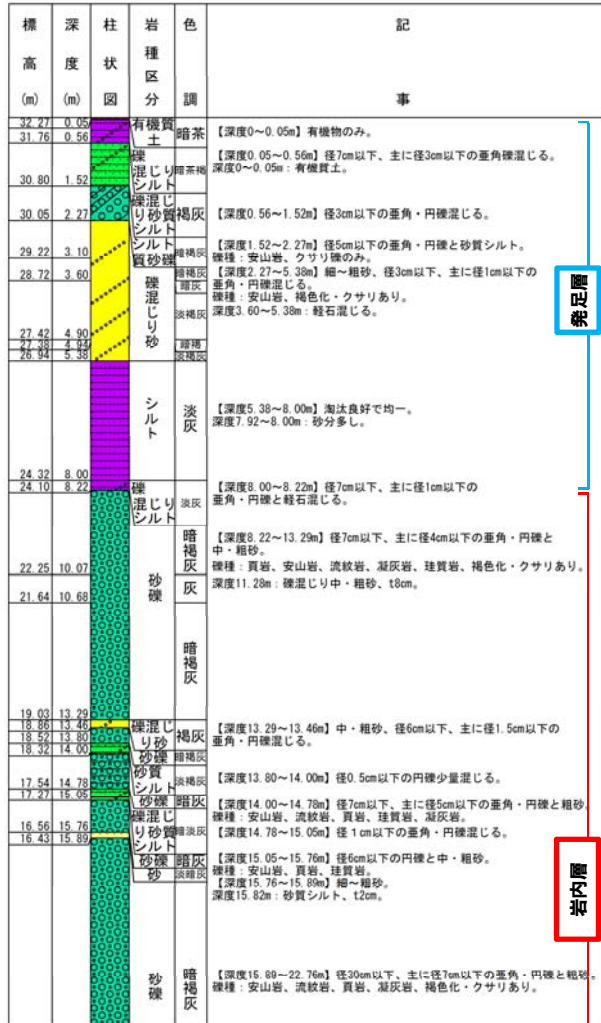 標高(m) 深度(m) 柱状図 岩種区分 色調 記事
32.27 0.05 有機質土 暗茶 【深度0～0.05m】有機物のみ。
31.76 0.56
礫混じりシルト 暗茶褐 【深度0.05～0.56m】径7cm以下、主に径3cm以下の亜角礫混じる。
深度0～0.05m：有機質土。
30.80 1.52
礫混じり砂質シルト 褐灰 【深度0.56～1.52m】径3cm以下の亜角・円礫混じる。
30.05 2.27
シルト質砂礫 暗褐灰 【深度1.52～2.27m】径5cm以下の亜角・円礫と砂質シルト。
礫種：安山岩、クサリ礫のみ。
29.22 3.10
28.72 3.60
礫混じり砂 暗褐灰 暗灰 淡褐灰 暗褐 淡褐灰
【深度2.27～5.38m】細～粗砂、径3cm以下、主に径1cm以下の
亜角・円礫混じる。
礫種：安山岩、褐色化・クサリあり。
深度3.60～5.38m：軽石混じる。
27.42 4.90
27.38 4.94
26.94 5.38
発足層
シルト 淡灰 【深度5.38～8.00m】淘汰良好で均一。
深度7.92～8.00m：砂分多し。
24.32 8.00
24.10 8.22
礫混じりシルト 淡灰 【深度8.00～8.22m】径7cm以下、主に径1cm以下の
亜角・円礫と軽石混じる。
砂礫 暗褐灰 灰 暗褐灰
【深度8.22～13.29m】径7cm以下、主に径4cm以下の亜角・円礫と
中・粗砂。
礫種：頁岩、安山岩、流紋岩、凝灰岩、珪質岩、褐色化・クサリあり。
深度11.28m：礫混じり中・粗砂、t8cm。
22.25 10.07
21.64 10.68
19.03 13.29
18.86 13.46
礫混じり砂 褐灰 【深度13.29～13.46m】中・粗砂、径6cm以下、主に径1.5cm以下の
亜角・円礫混じる。
18.52 13.80
18.32 14.00
砂礫 暗褐灰
砂質シルト 淡褐灰 【深度13.80～14.00m】径0.5cm以下の円礫少量混じる。
17.54 14.78
17.27 15.05
砂礫 暗灰 【深度14.00～14.78m】径7cm以下、主に径5cm以下の亜角・円礫と粗砂。
礫種：安山岩、流紋岩、頁岩、珪質岩、凝灰岩。
礫混じり砂質シルト 暗淡灰 【深度14.78～15.05m】径1cm以下の亜角・円礫混じる。
16.56 15.76
16.43 15.89
砂礫 暗灰 【深度15.05～15.76m】径6cm以下の円礫と中・粗砂。
礫種：安山岩、頁岩、珪質岩。
砂 淡暗灰 【深度15.76～15.89m】細～粗砂。
深度15.82m：砂質シルト、t2cm。
岩内層
砂礫 暗褐灰 【深度15.89～22.76m】径30cm以下、主に径7cm以下の亜角・円礫と粗砂。
礫種：安山岩、流紋岩、頁岩、凝灰岩、褐色化・クサリあり。